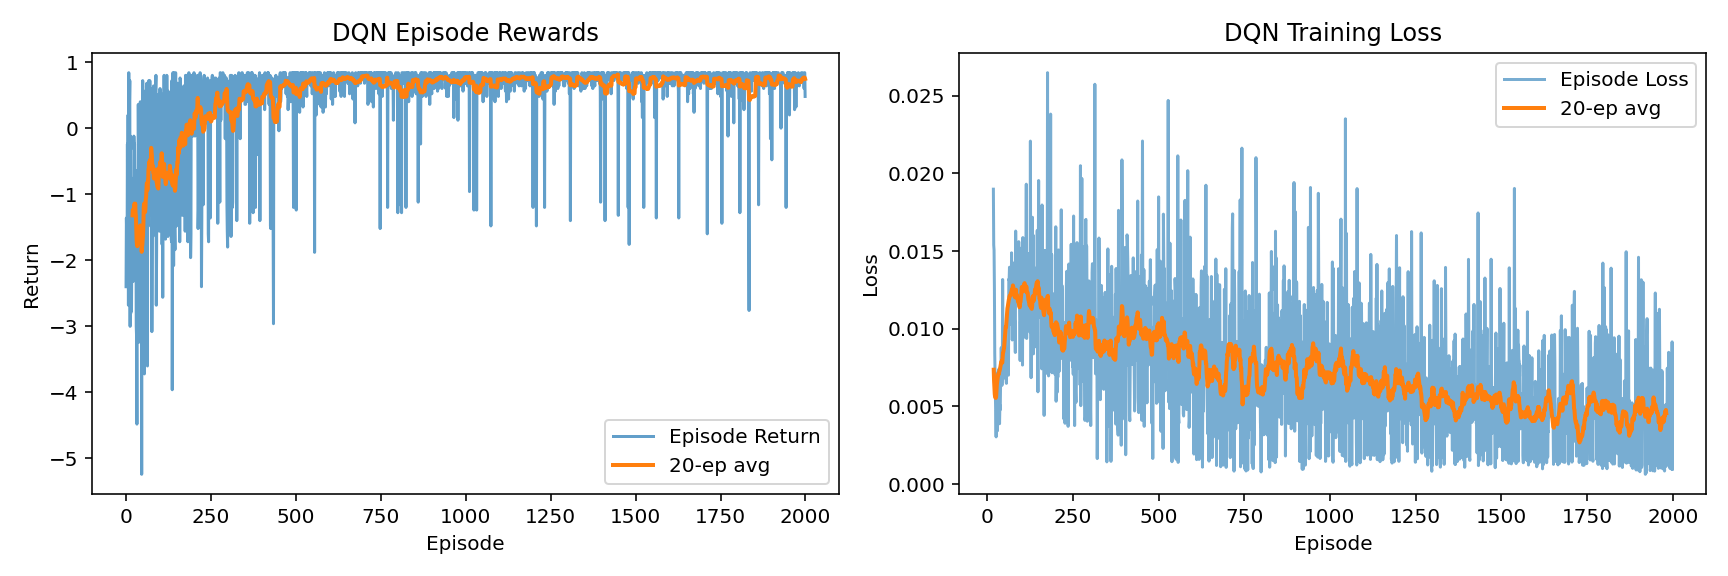 DQN Episode Rewards
Return
1
0
−1
−2
−3
−4
−5
Episode Return
20-ep avg
0 250 500 750 1000 1250 1500 1750 2000
Episode
DQN Training Loss
Loss
0.025
0.020
0.015
0.010
0.005
0.000
Episode Loss
20-ep avg
0 250 500 750 1000 1250 1500 1750 2000
Episode